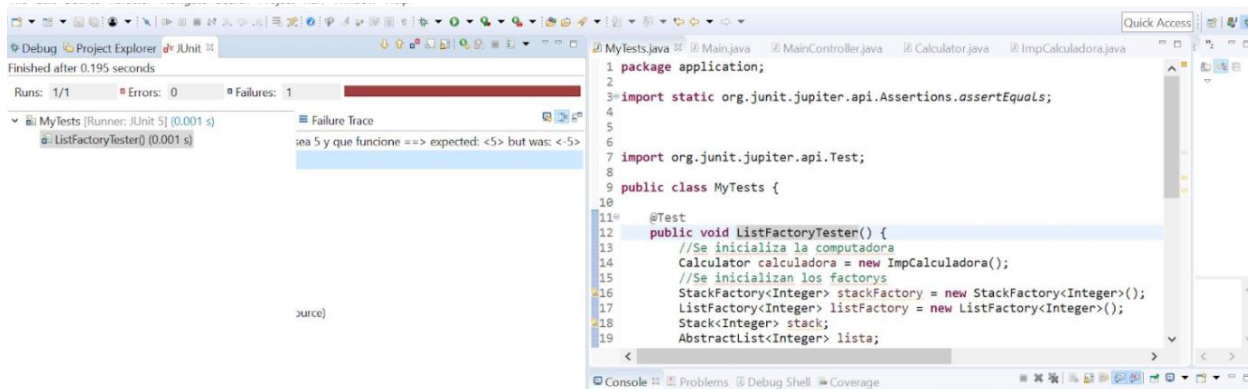 Quick Access
Debug Project Explorer JUnit
Finished after 0.195 seconds
Runs: 1/1 Errors: 0 Failures: 1
MyTests [Runner: JUnit 5] (0.001 s)
ListFactoryTester() (0.001 s)
Failure Trace
sea 5 y que funcione ==> expected: <5> but was: <-5>
ource)
MyTests.java Main.java MainController.java Calculator.java ImpCalculadora.java
1 package application;
2
3 import static org.junit.jupiter.api.Assertions.assertEquals;
4
5
6
7 import org.junit.jupiter.api.Test;
8
9 public class MyTests {
10
11 @Test
12 public void ListFactoryTester() {
13 //Se inicializa la computadora
14 Calculator calculadora = new ImpCalculadora();
15 //Se inicializan los factorys
16 StackFactory<Integer> stackFactory = new StackFactory<Integer>();
17 ListFactory<Integer> listFactory = new ListFactory<Integer>();
18 Stack<Integer> stack;
19 AbstractList<Integer> lista;
Console Problems Debug Shell Coverage